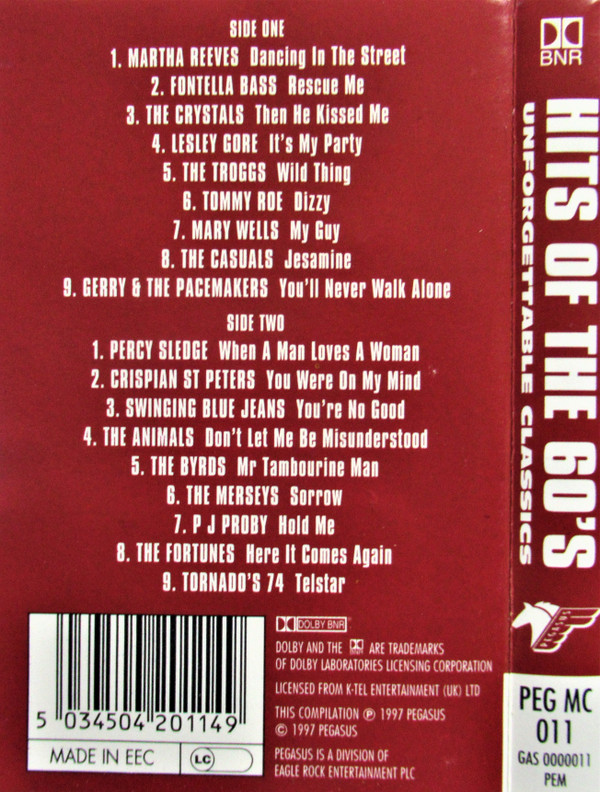 SIDE ONE
1. MARTHA REEVES Dancing In The Street
2. FONTELLA BASS Rescue Me
3. THE CRYSTALS Then He Kissed Me
4. LESLEY GORE It's My Party
5. THE TROGGS Wild Thing
6. TOMMY ROE Dizzy
7. MARY WELLS My Guy
8. THE CASUALS Jesamine
9. GERRY & THE PACEMAKERS You'll Never Walk Alone
SIDE TWO
1. PERCY SLEDGE When A Man Loves A Woman
2. CRISPIAN ST PETERS You Were On My Mind
3. SWINGING BLUE JEANS You're No Good
4. THE ANIMALS Don't Let Me Be Misunderstood
5. THE BYRDS Mr Tambourine Man
6. THE MERSEYS Sorrow
7. P J PROBY Hold Me
8. THE FORTUNES Here It Comes Again
9. TORNADO'S 74 Telstar
5 034504 201149
MADE IN EEC
LC
DOLBY BNR
DOLBY AND THE BNR ARE TRADEMARKS
OF DOLBY LABORATORIES LICENSING CORPORATION
LICENSED FROM K-TEL ENTERTAINMENT (UK) LTD
THIS COMPILATION ℗ 1997 PEGASUS
© 1997 PEGASUS
PEGASUS IS A DIVISION OF
EAGLE ROCK ENTERTAINMENT PLC
BNR
HITS OF THE 60'S
UNFORGETTABLE CLASSICS
PEGASUS
PEG MC
011
GAS 0000011
PEM